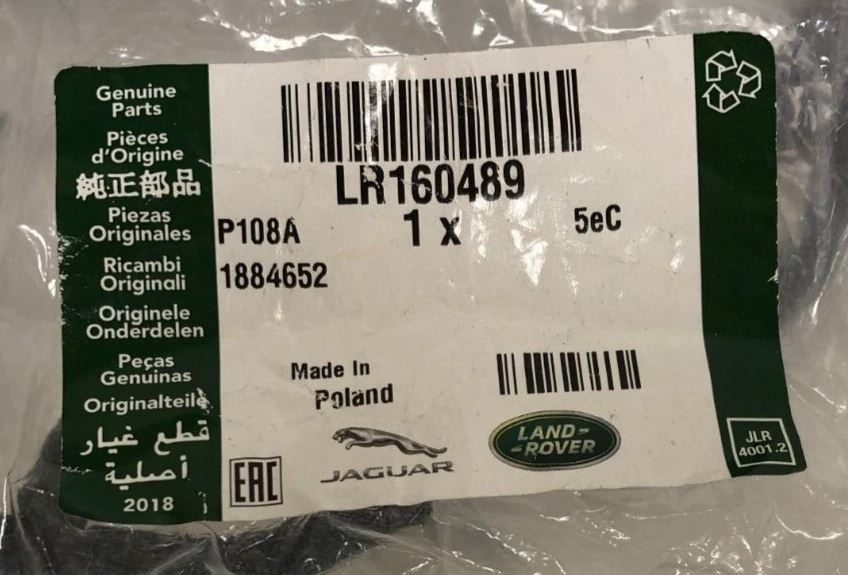 Genuine
Parts
Pièces
d'Origine
純正部品
Piezas
Originales
Ricambi
Originali
Originele
Onderdelen
Peças
Genuinas
Originalteile
قطع غيار
أصلية
2018
LR160489
P108A
1 x
5eC
1884652
Made In
Poland
EAC
JAGUAR
LAND-
-ROVER
JLR
4001.2